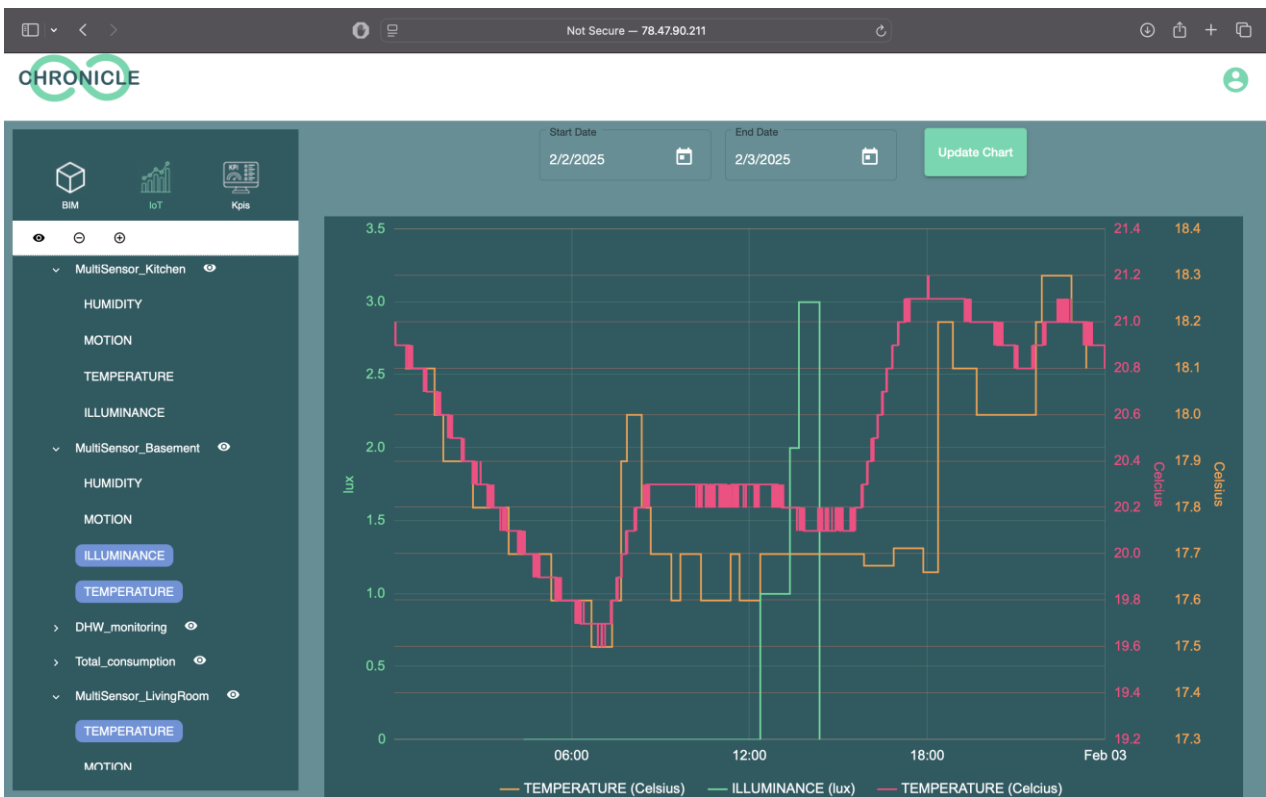 Not Secure — 78.47.90.211
CHRONICLE
Start Date
2/2/2025
End Date
2/3/2025
Update Chart
BIM
IoT
KPI
Kpis
MultiSensor_Kitchen
HUMIDITY
MOTION
TEMPERATURE
ILLUMINANCE
MultiSensor_Basement
HUMIDITY
MOTION
ILLUMINANCE
TEMPERATURE
DHW_monitoring
Total_consumption
MultiSensor_LivingRoom
TEMPERATURE
MOTION
3.5
3.0
2.5
2.0
1.5
1.0
0.5
0
lux
21.4
21.2
21.0
20.8
20.6
20.4
20.2
20.0
19.8
19.6
19.4
19.2
Celcius
18.4
18.3
18.2
18.1
18.0
17.9
17.8
17.7
17.6
17.5
17.4
17.3
Celsius
06:00
12:00
18:00
Feb 03
TEMPERATURE (Celsius)
ILLUMINANCE (lux)
TEMPERATURE (Celcius)